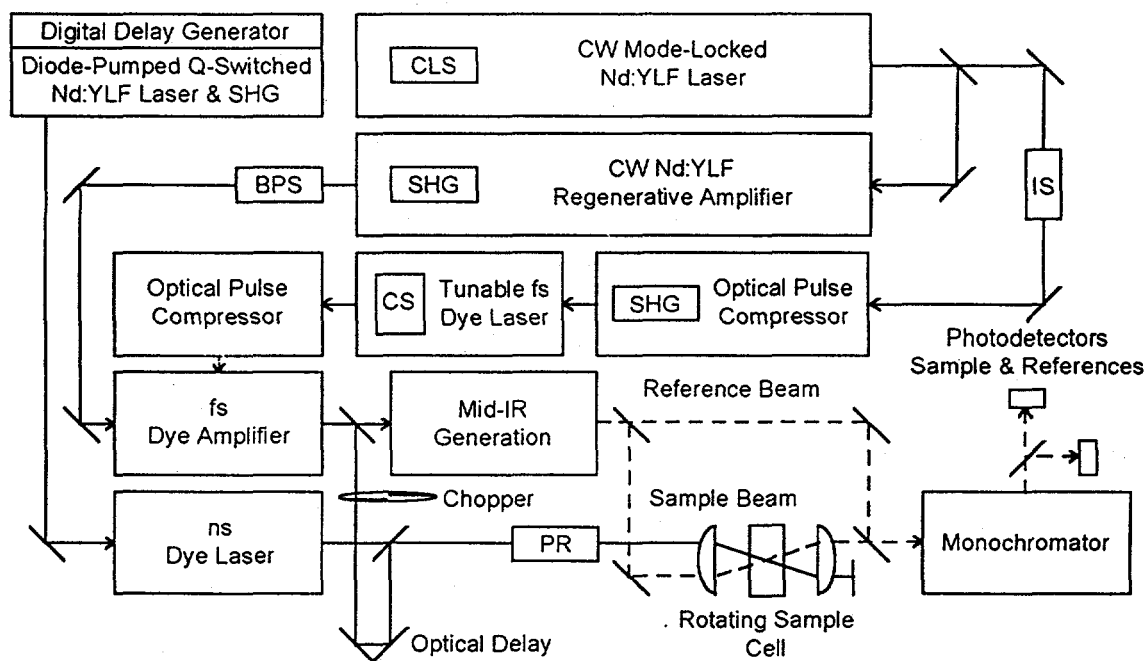 Digital Delay Generator
Diode-Pumped Q-Switched
Nd:YLF Laser & SHG
CLS
CW Mode-Locked
Nd:YLF Laser
BPS
SHG
CW Nd:YLF
Regenerative Amplifier
IS
Optical Pulse
Compressor
CS
Tunable fs
Dye Laser
SHG
Optical Pulse
Compressor
Photodetectors
Sample & References
fs
Dye Amplifier
Mid-IR
Generation
Reference Beam
Chopper
Sample Beam
ns
Dye Laser
PR
Monochromator
Optical Delay
Rotating Sample
Cell